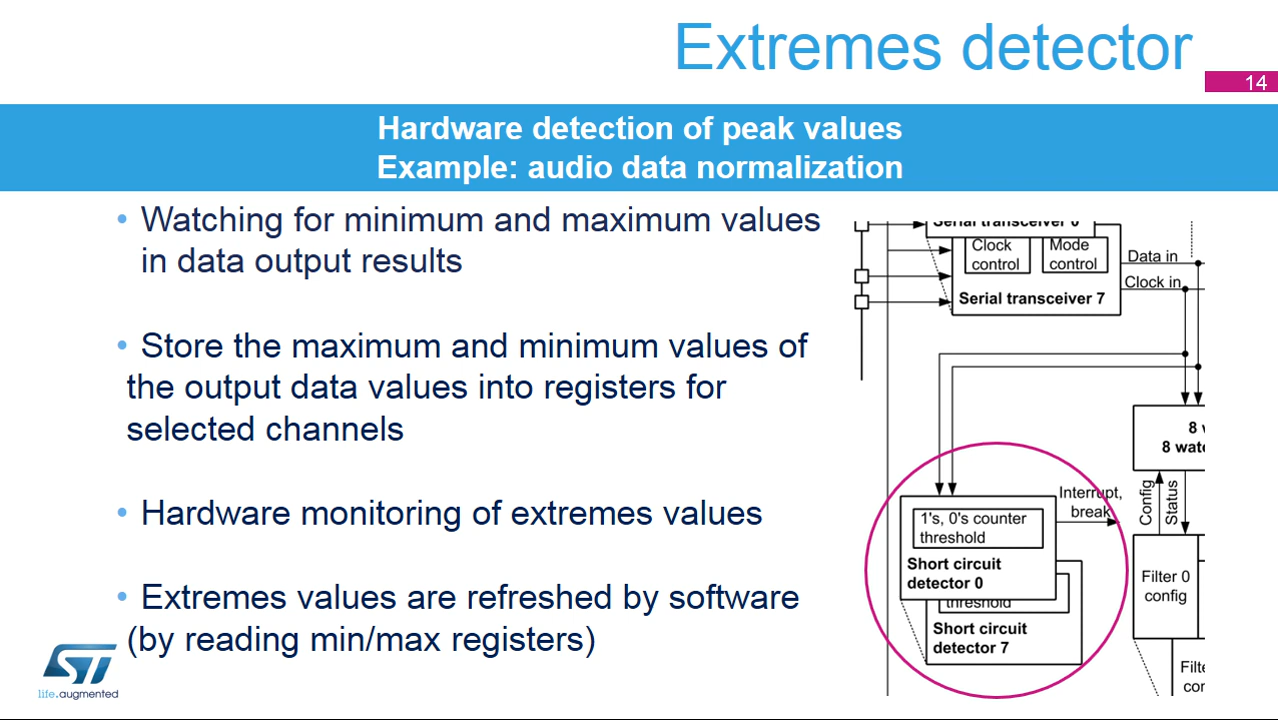 Extremes detector
14
Hardware detection of peak values
Example: audio data normalization
• Watching for minimum and maximum values
in data output results
• Store the maximum and minimum values of
the output data values into registers for
selected channels
• Hardware monitoring of extremes values
• Extremes values are refreshed by software
(by reading min/max registers)
life.augmented
Serial transceiver
Clock
control
Mode
control
Serial transceiver 7
Data in
Clock in
8
8
Config
Status
Interrupt,
break
1's, 0's counter
threshold
Short circuit
detector 0
threshold
Short circuit
detector 7
Filter 0
config